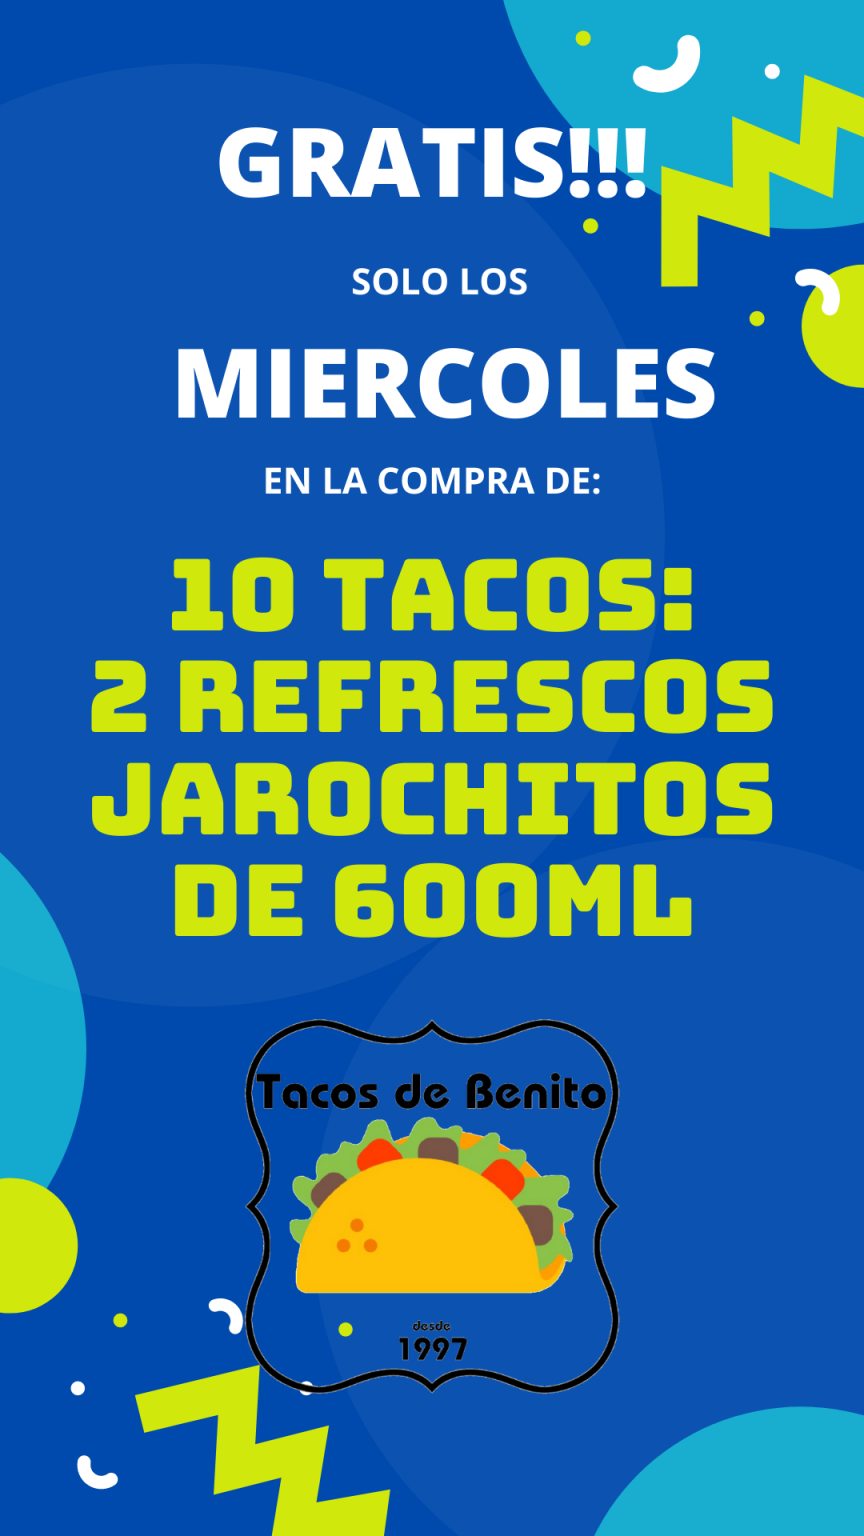 GRATIS!!!
SOLO LOS
MIERCOLES
EN LA COMPRA DE:
10 TACOS:
2 REFRESCOS
JAROCHITOS
DE 600ML
Tacos de Benito
desde
1997